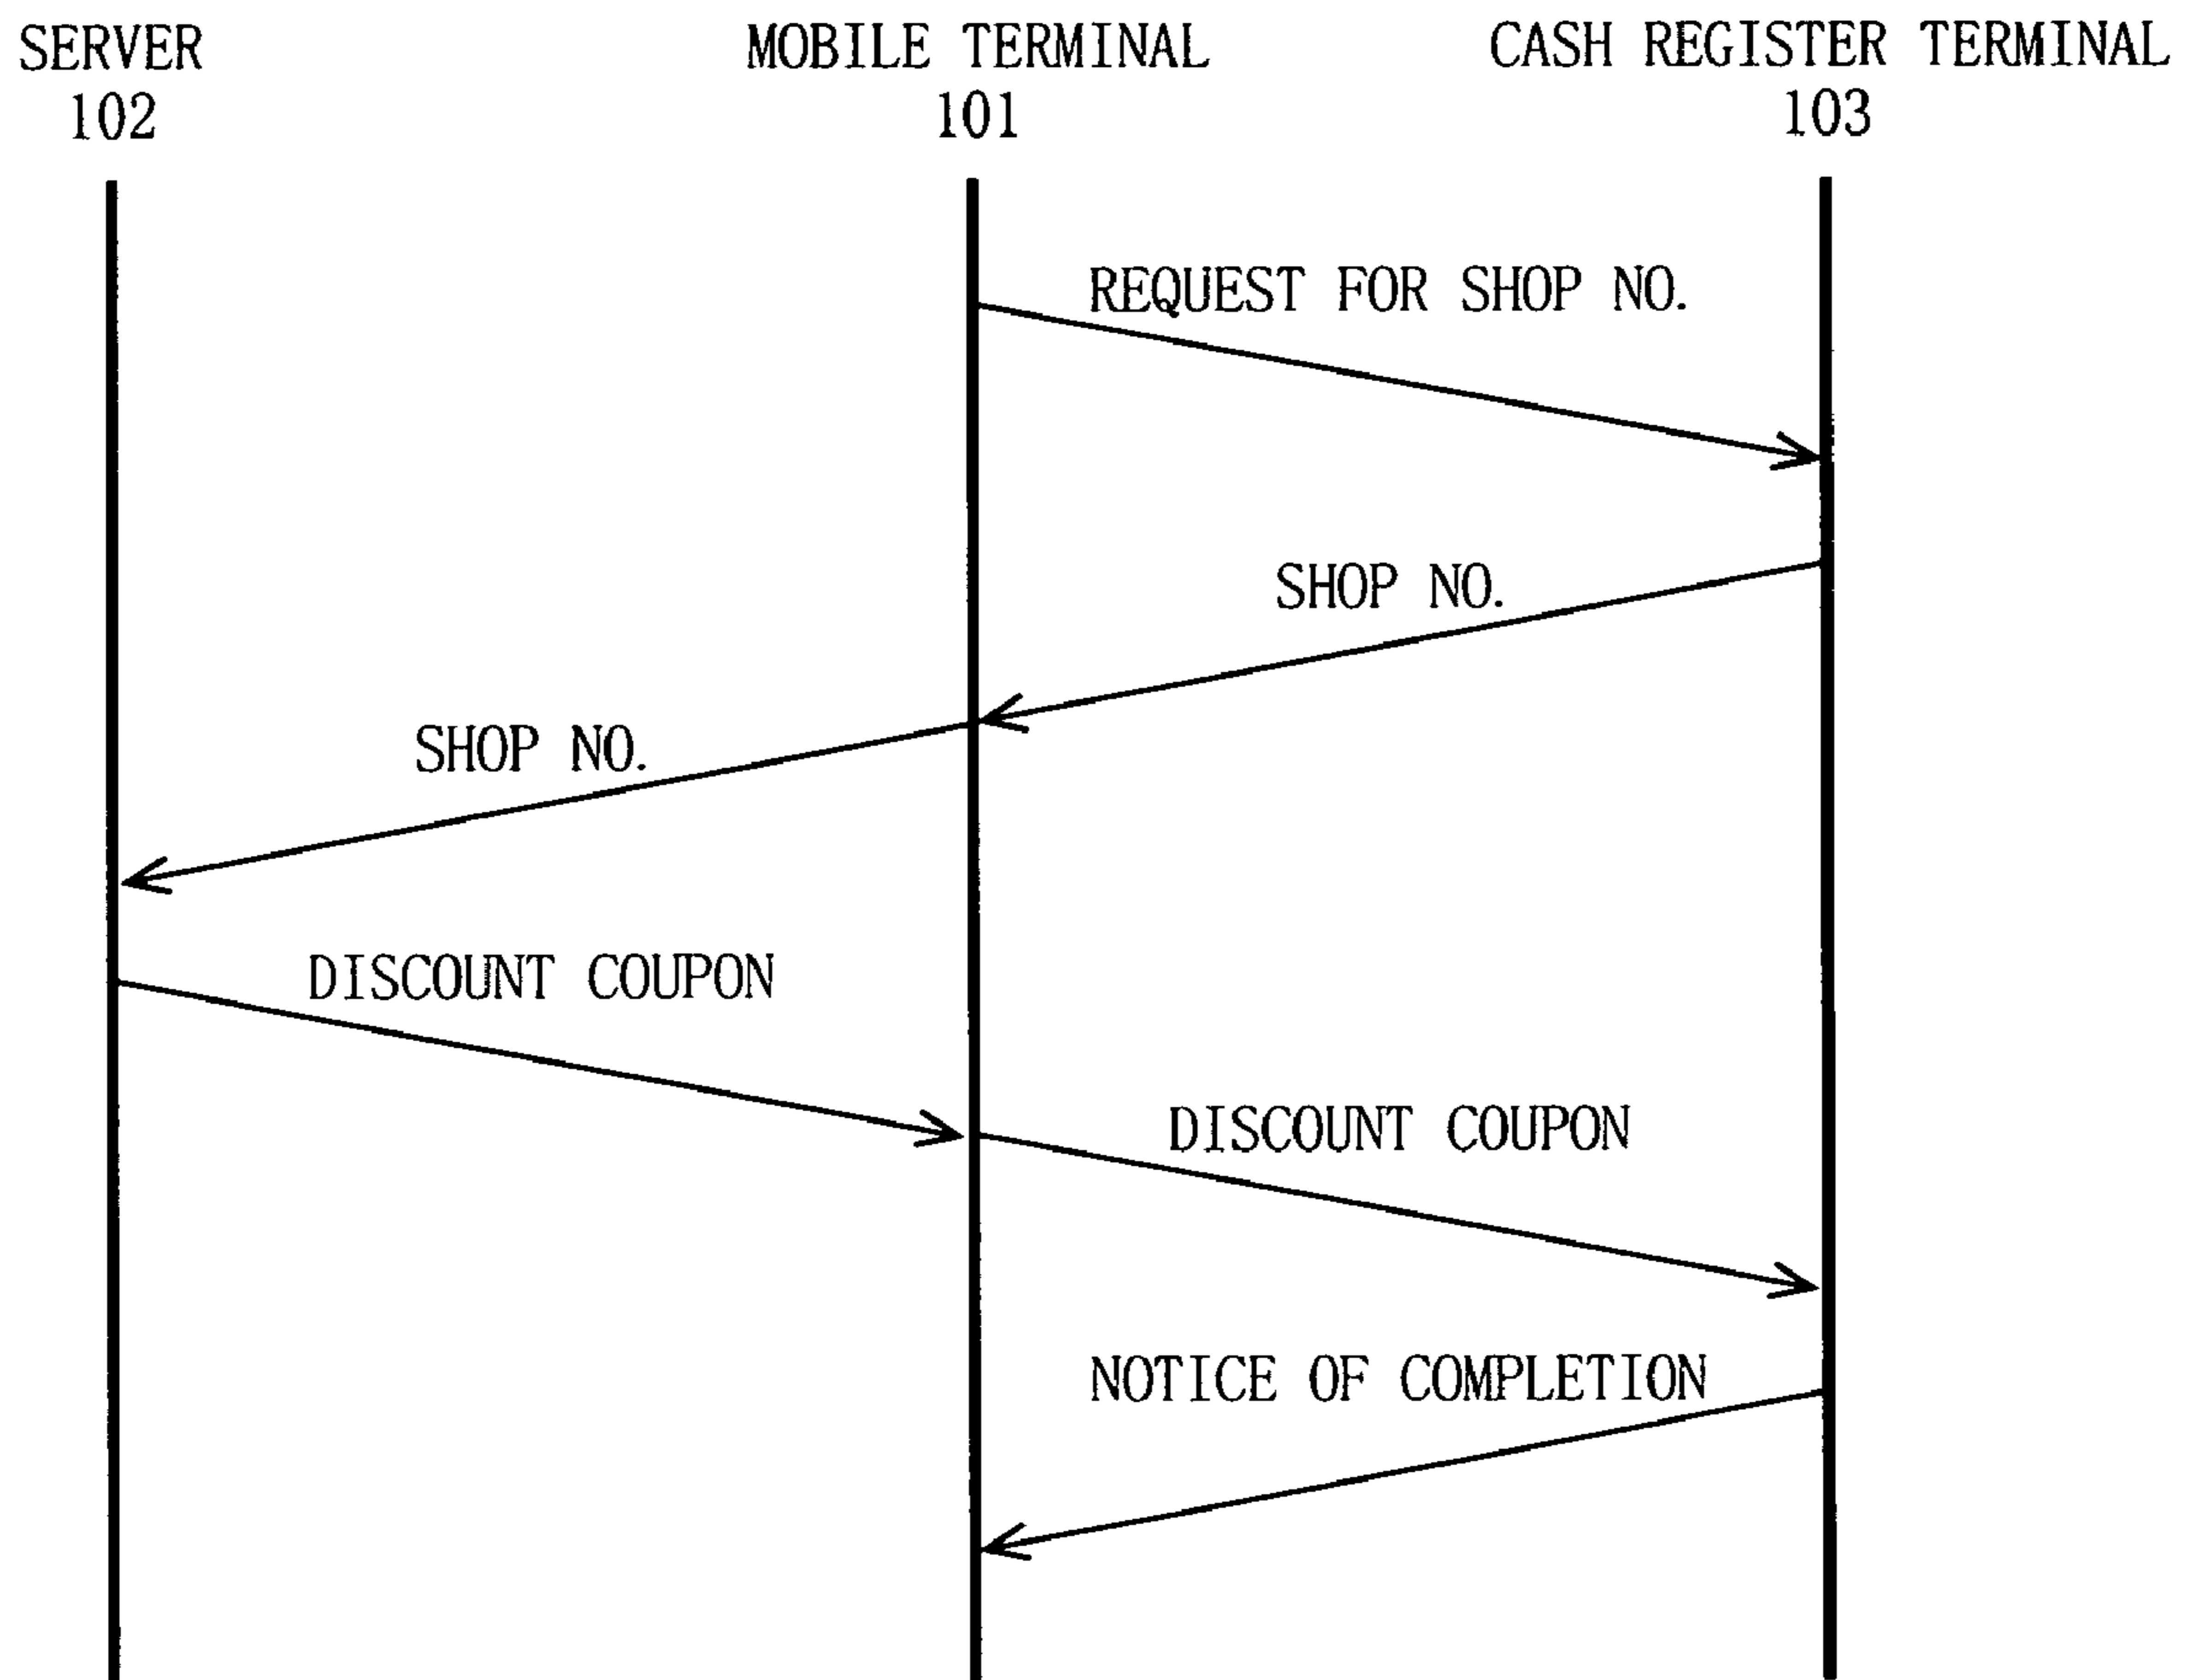 SERVER
102
MOBILE TERMINAL
101
CASH REGISTER TERMINAL
103
REQUEST FOR SHOP NO.
SHOP NO.
SHOP NO.
DISCOUNT COUPON
DISCOUNT COUPON
NOTICE OF COMPLETION